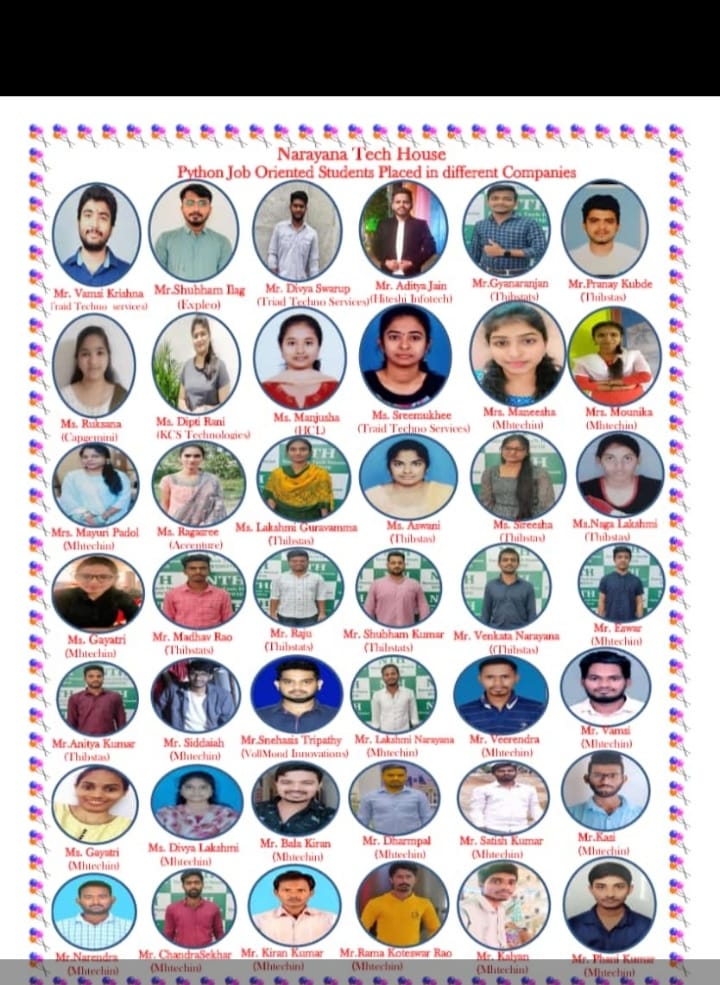 Narayana Tech House
Python Job Oriented Students Placed in different Companies
Mr. Vamsi Krishna Mr.Shubham Ilag Mr. Divya Swarup Mr. Aditya Jain Mr.Gyanaranjan Mr.Pranay Kubde
(Traid Techno services) (Expleo) (Triad Techno Services) (Hiteshi Infotech) (Thibstats) (Thibstas)
Ms. Ruksana Ms. Dipti Rani Ms. Manjusha Ms. Sreemukhee Mrs. Maneesha Mrs. Mounika
(Capgemini) (KCS Technologies) (HCL) (Traid Techno Services) (Mhtechin) (Mhtechin)
Mrs. Mayuri Padol Ms. Ragasree Ms. Lakshmi Guravamma Ms. Aswani Ms. Sireesha Ms.Naga Lakshmi
(Mhtechin) (Accenture) (Thibstas) (Thibstas) (Thibstas) (Thibstas)
Ms. Gayatri Mr. Madhav Rao Mr. Raju Mr. Shubham Kumar Mr. Venkata Narayana Mr. Eswar
(Mhtechin) (Thibstats) (Thibstats) (Thibstats) ((Thibstas) (Mhtechin)
Mr.Anitya Kumar Mr. Siddaiah Mr.Snehasis Tripathy Mr. Lakshmi Narayana Mr. Veerendra Mr. Vamsi
(Thibstas) (Mhtechin) (VollMond Innovations) (Mhtechin) (Mhtechin) (Mhtechin)
Ms. Gayatri Ms. Divya Lakshmi Mr. Bala Kiran Mr. Dharmpal Mr. Satish Kumar Mr.Kasi
(Mhtechin) (Mhtechin) (Mhtechin) (Mhtechin) (Mhtechin) (Mhtechin)
Mr.Narendra Mr. ChandraSekhar Mr. Kiran Kumar Mr.Rama Koteswar Rao Mr. Kalyan Mr. Phani Kumar
(Mhtechin) (Mhtechin) (Mhtechin) (Mhtechin) (Mhtechin) (Mhtechin)